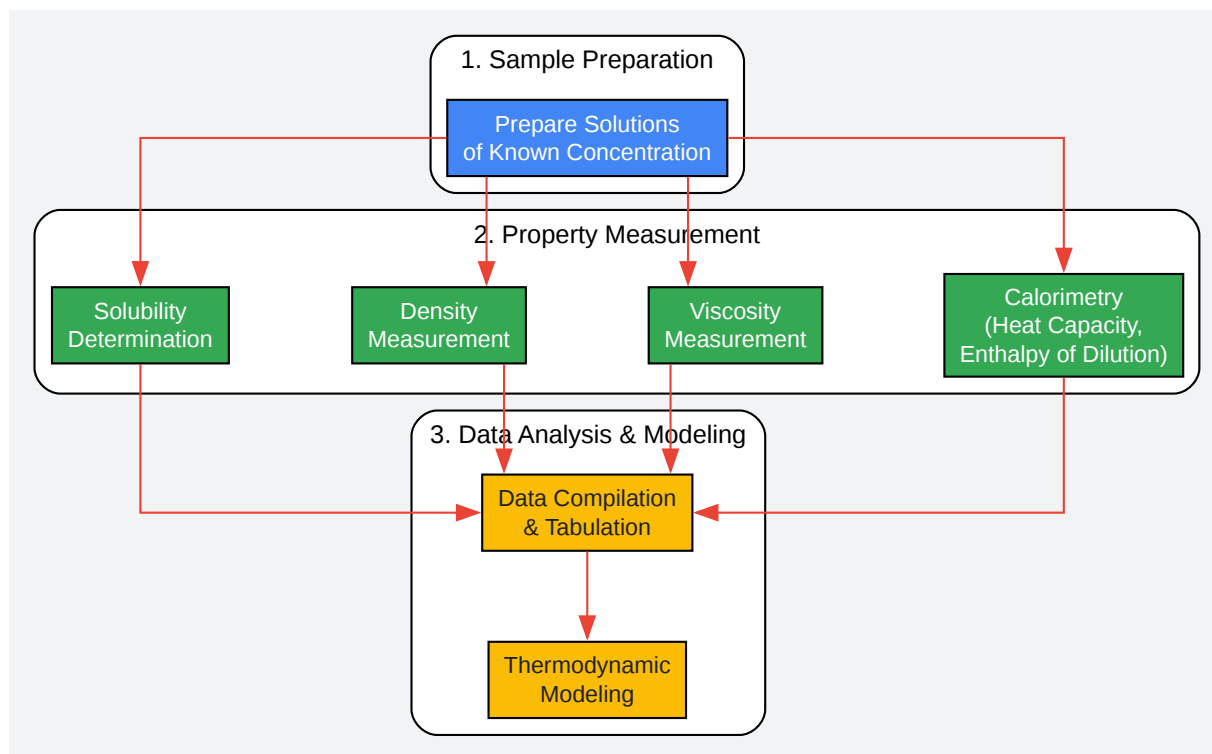 1. Sample Preparation
Prepare Solutions
of Known Concentration
2. Property Measurement
Solubility
Determination
Density
Measurement
Viscosity
Measurement
Calorimetry
(Heat Capacity,
Enthalpy of Dilution)
3. Data Analysis & Modeling
Data Compilation
& Tabulation
Thermodynamic
Modeling